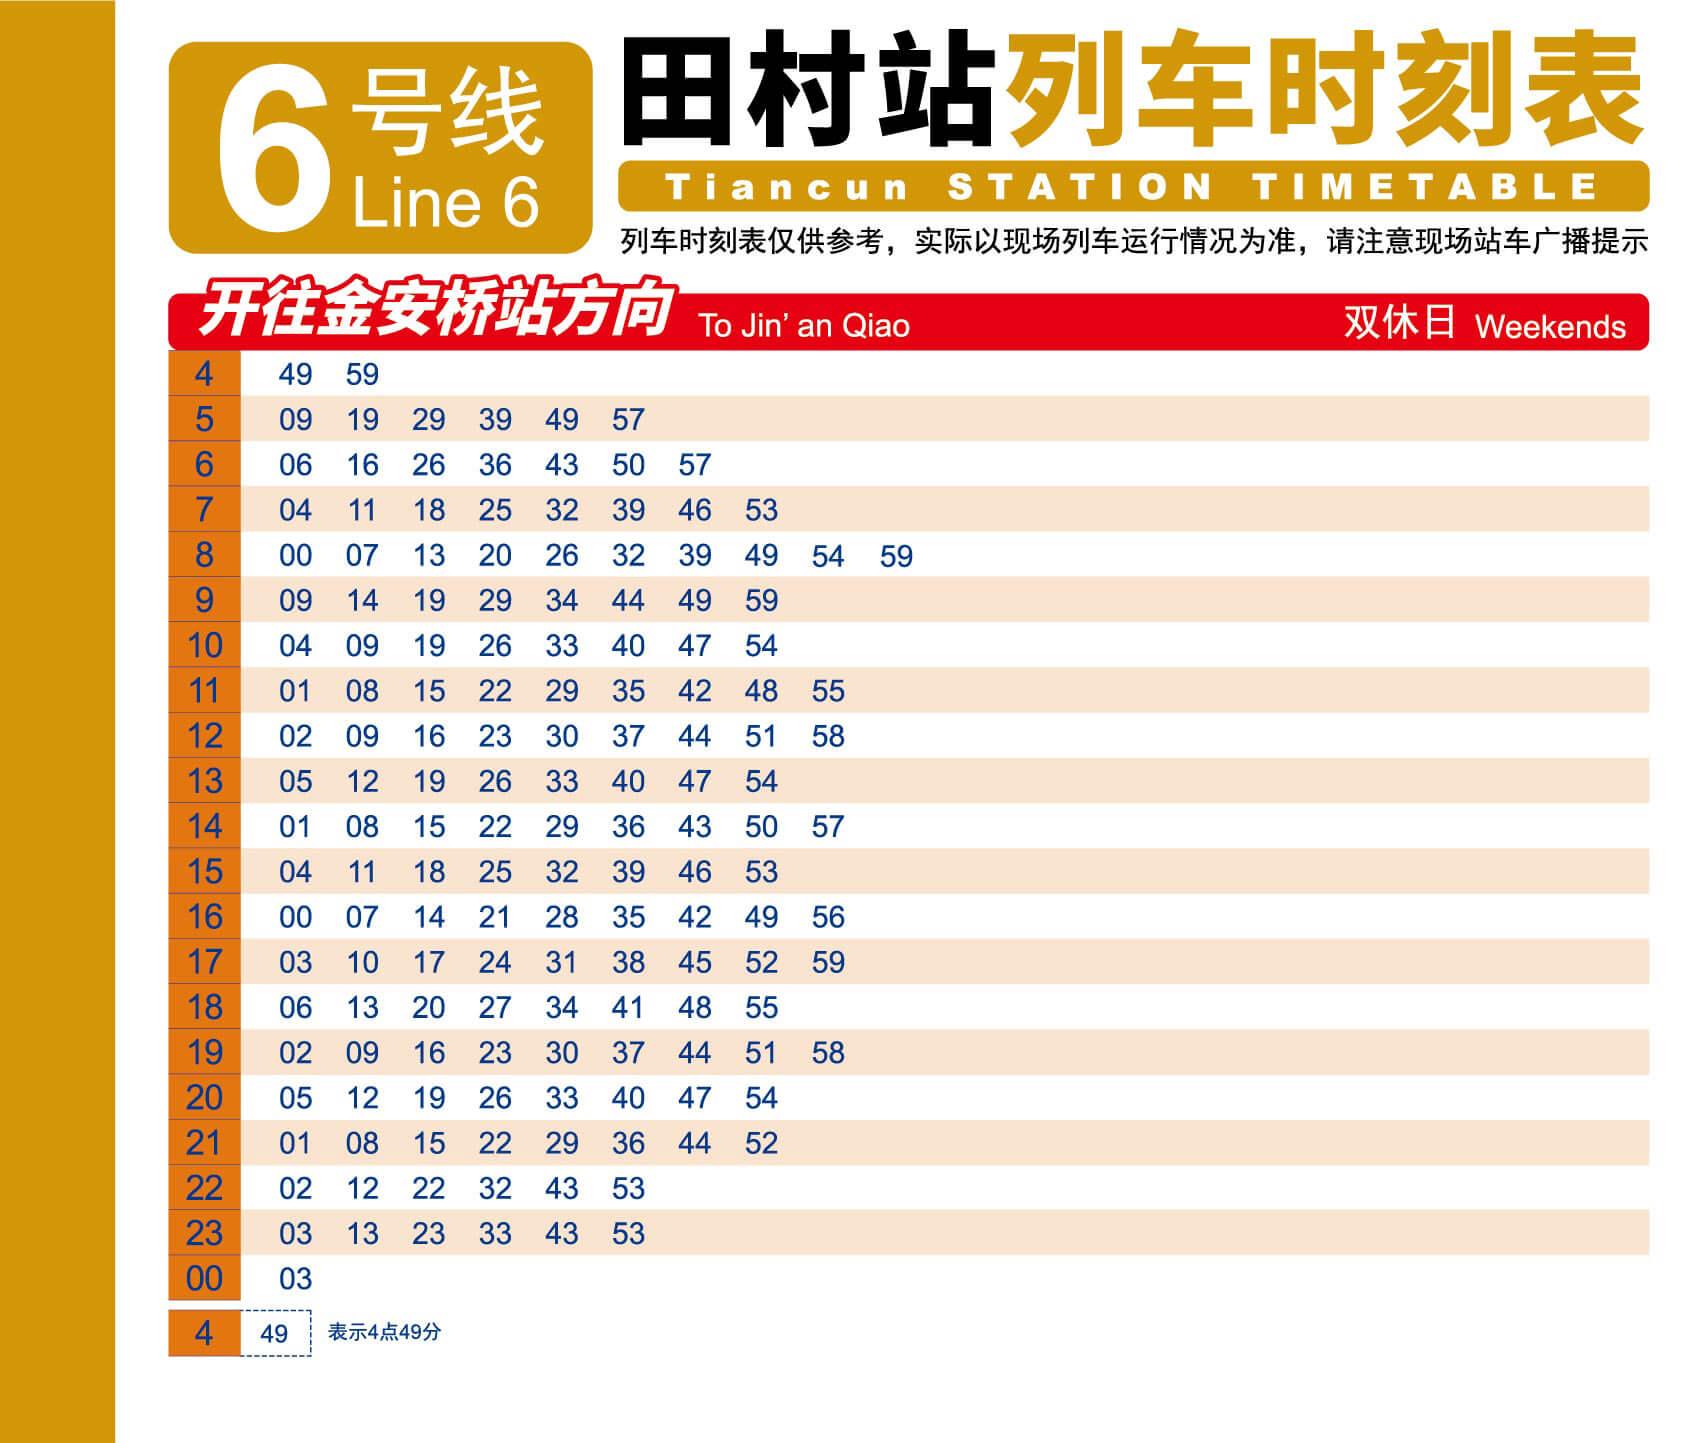 6号线
Line 6
田村站列车时刻表
Tiancun STATION TIMETABLE
列车时刻表仅供参考，实际以现场列车运行情况为准，请注意现场站车广播提示
开往金安桥站方向 To Jin’ an Qiao 双休日 Weekends
4 49 59
5 09 19 29 39 49 57
6 06 16 26 36 43 50 57
7 04 11 18 25 32 39 46 53
8 00 07 13 20 26 32 39 49 54 59
9 09 14 19 29 34 44 49 59
10 04 09 19 26 33 40 47 54
11 01 08 15 22 29 35 42 48 55
12 02 09 16 23 30 37 44 51 58
13 05 12 19 26 33 40 47 54
14 01 08 15 22 29 36 43 50 57
15 04 11 18 25 32 39 46 53
16 00 07 14 21 28 35 42 49 56
17 03 10 17 24 31 38 45 52 59
18 06 13 20 27 34 41 48 55
19 02 09 16 23 30 37 44 51 58
20 05 12 19 26 33 40 47 54
21 01 08 15 22 29 36 44 52
22 02 12 22 32 43 53
23 03 13 23 33 43 53
00 03
4 49 表示4点49分